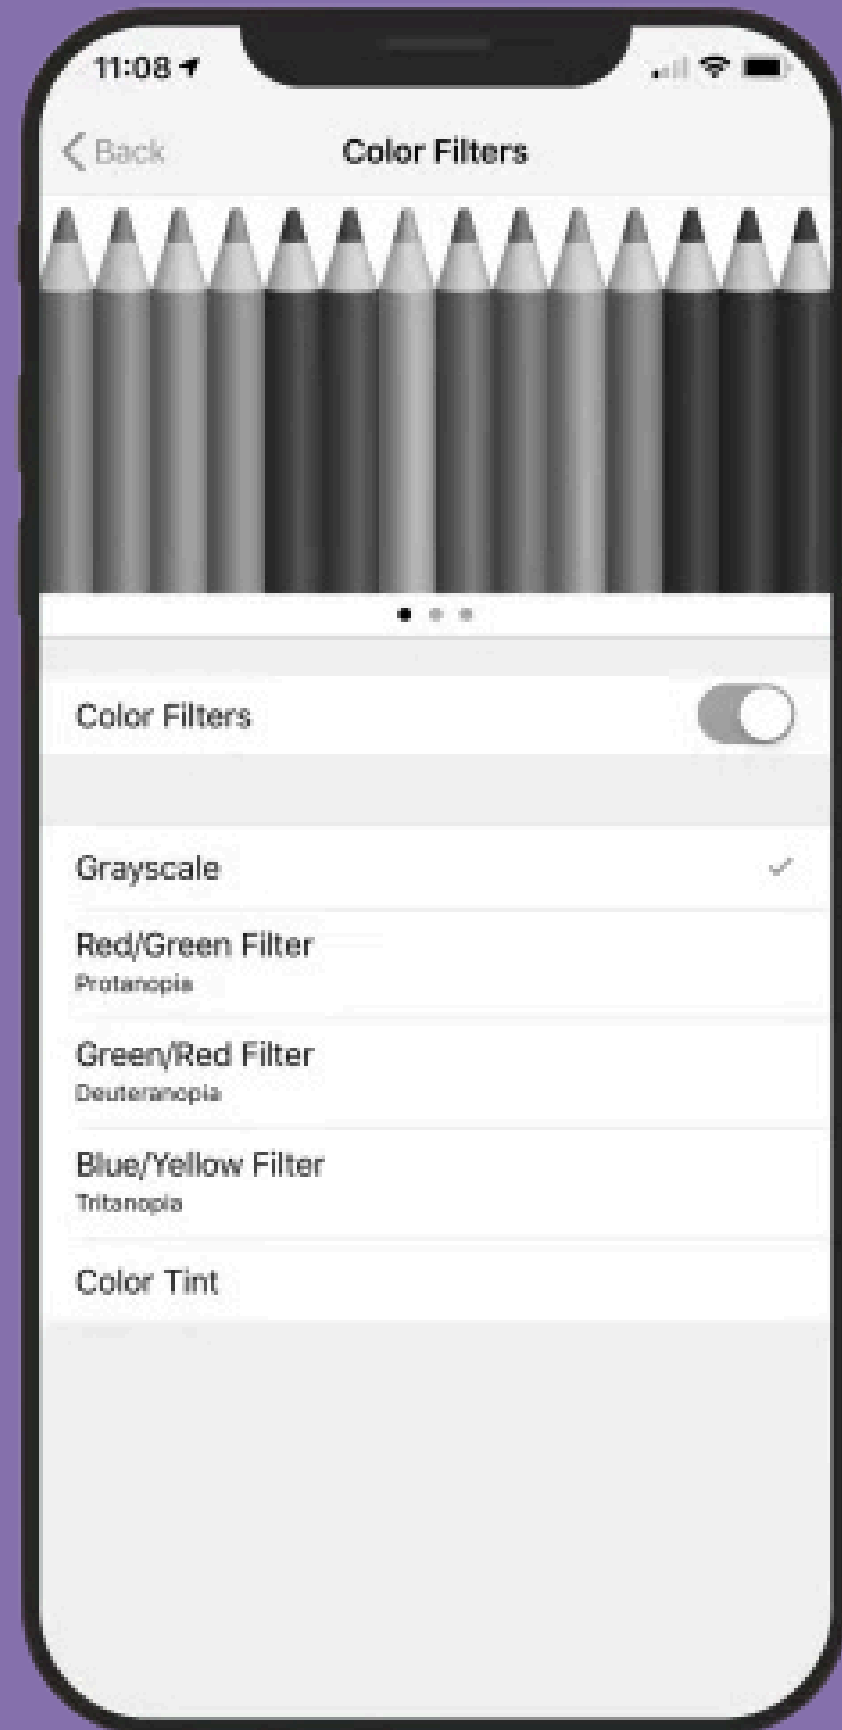 11:08
Back
Color Filters
Color Filters
Grayscale
Red/Green Filter
Protanopia
Green/Red Filter
Deuteranopia
Blue/Yellow Filter
Tritanopia
Color Tint